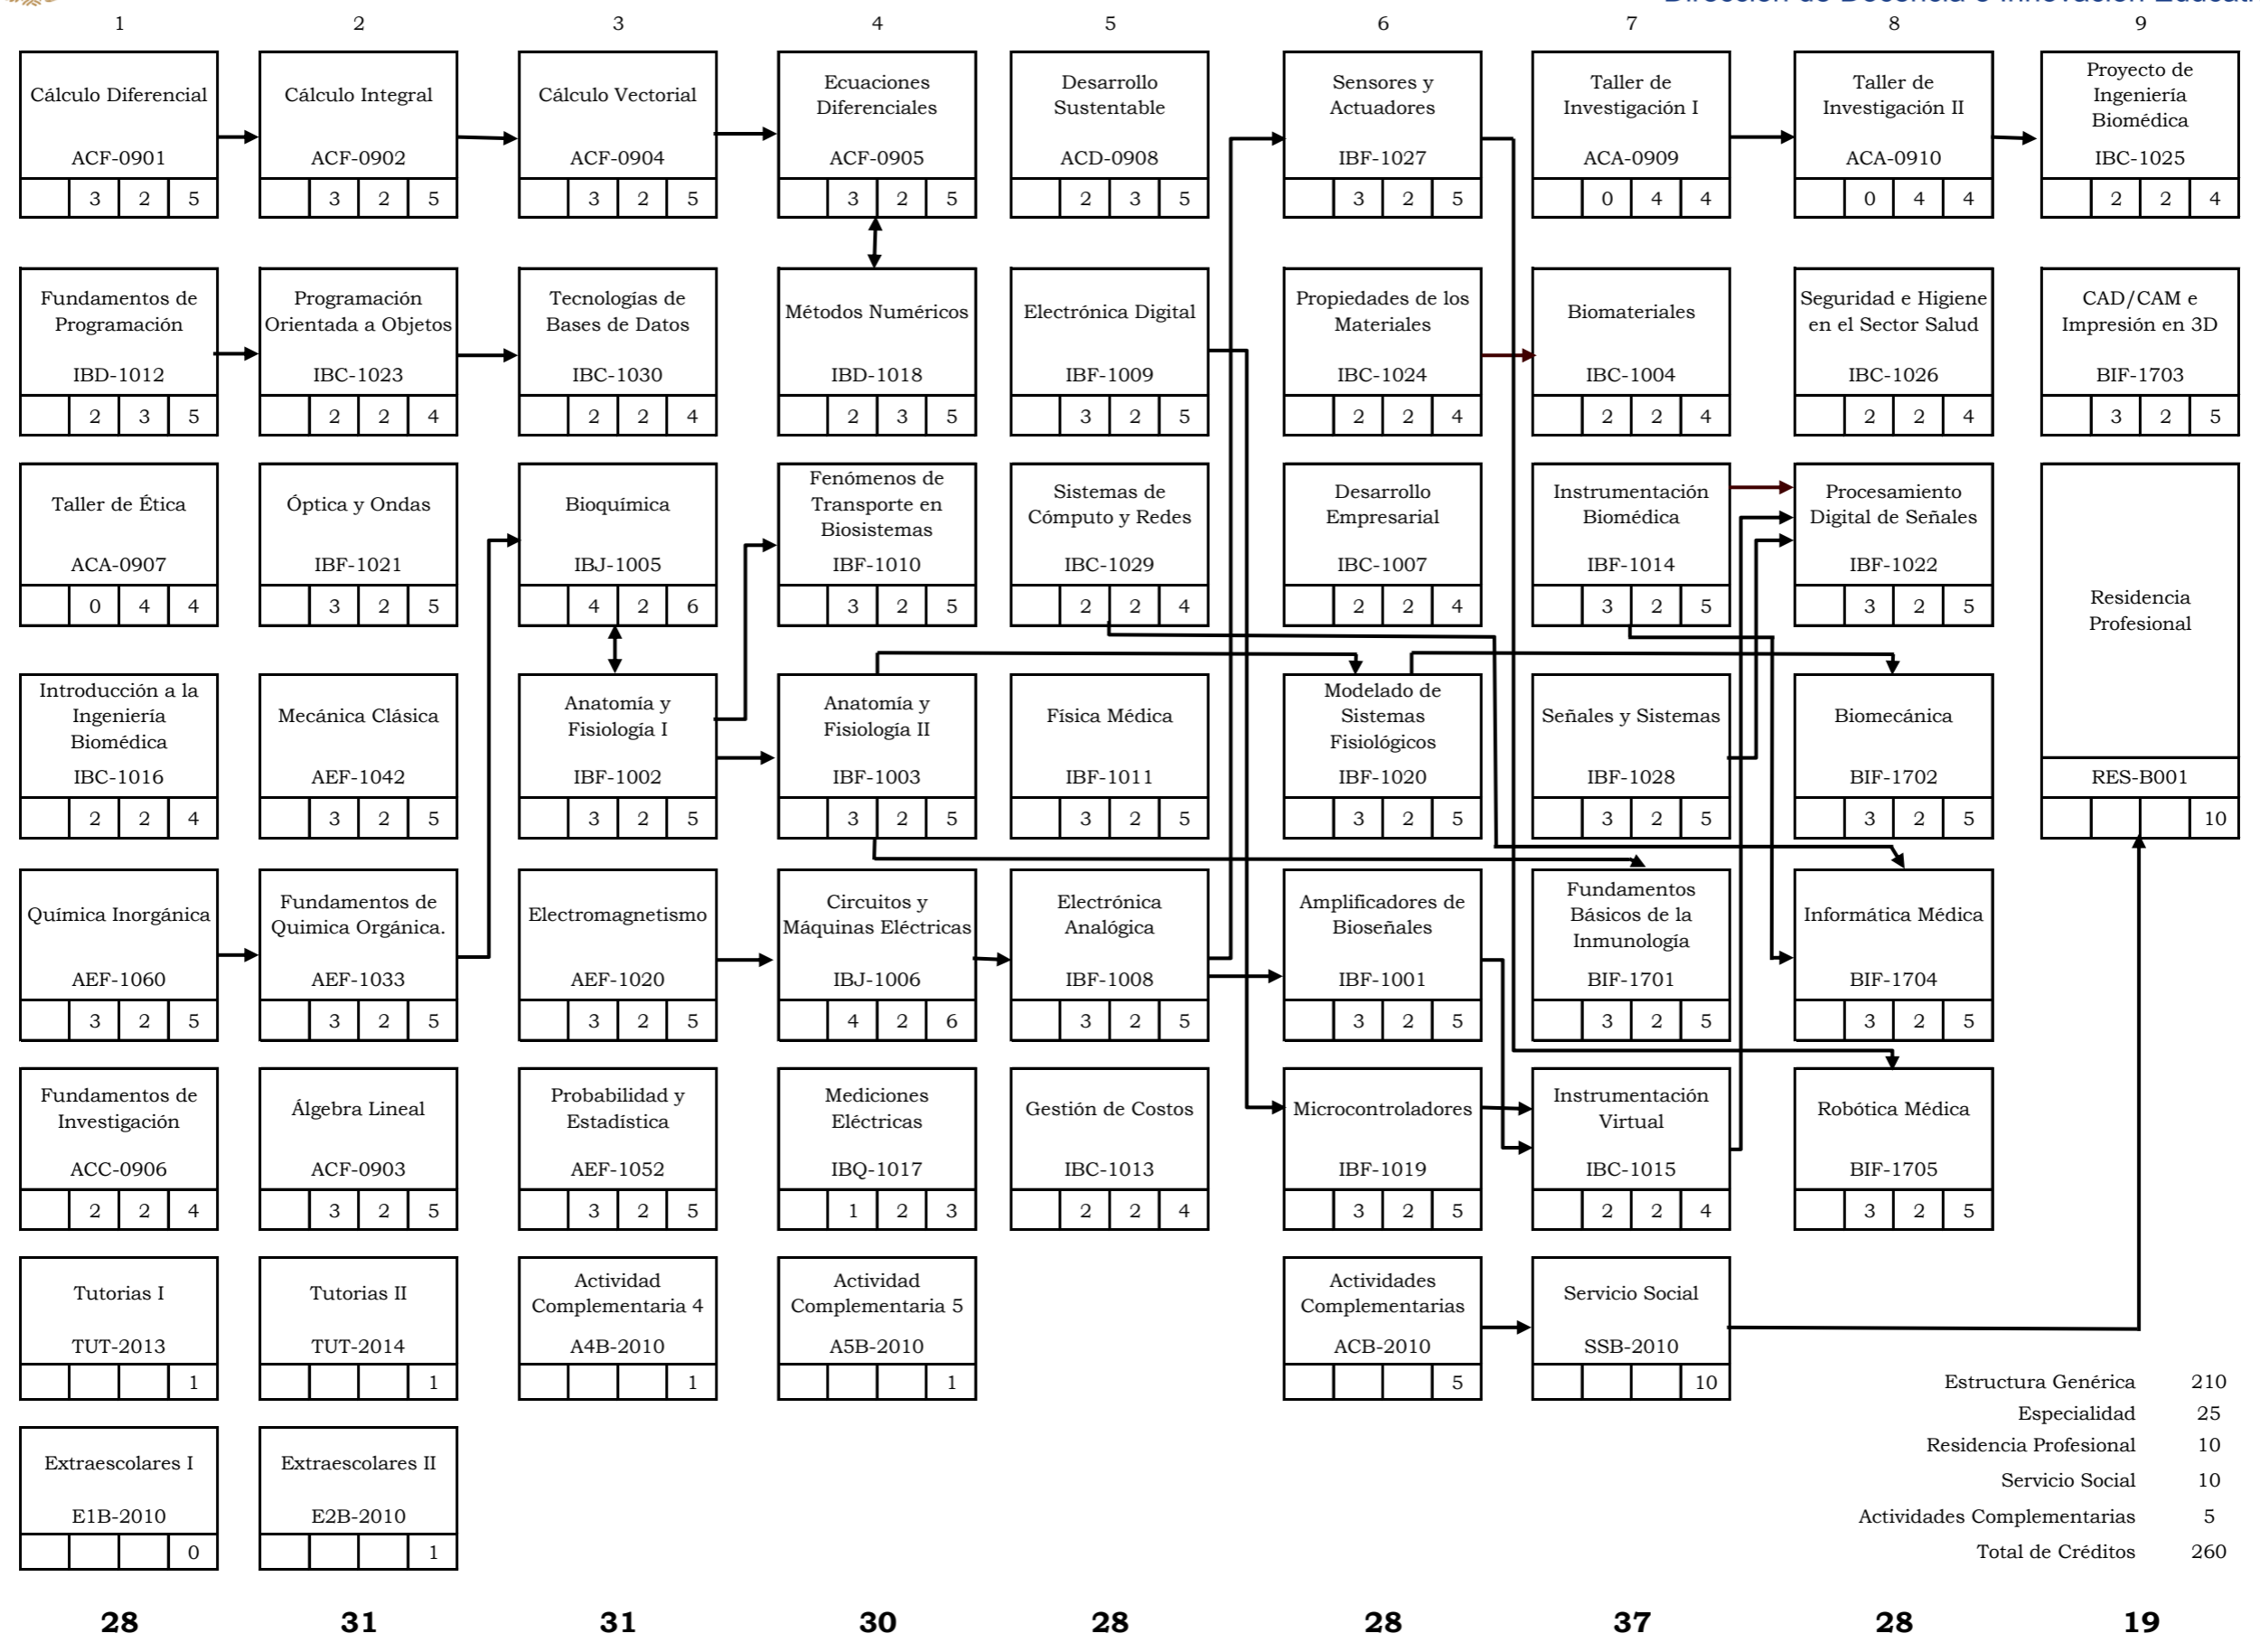 Dirección de Docencia e Innovación
1 2 3 4 5 6 7 8 9
Cálculo Diferencial
ACF-0901
3 2 5
Cálculo Integral
ACF-0902
3 2 5
Cálculo Vectorial
ACF-0904
3 2 5
Ecuaciones
Diferenciales
ACF-0905
3 2 5
Desarrollo
Sustentable
ACD-0908
2 3 5
Sensores y
Actuadores
IBF-1027
3 2 5
Taller de
Investigación I
ACA-0909
0 4 4
Taller de
Investigación II
ACA-0910
0 4 4
Proyecto de
Ingeniería
Biomédica
IBC-1025
2 2 4
Fundamentos de
Programación
IBD-1012
2 3 5
Programación
Orientada a Objetos
IBC-1023
2 2 4
Tecnologías de
Bases de Datos
IBC-1030
2 2 4
Métodos Numéricos
IBD-1018
2 3 5
Electrónica Digital
IBF-1009
3 2 5
Propiedades de los
Materiales
IBC-1024
2 2 4
Biomateriales
IBC-1004
2 2 4
Seguridad e Higiene
en el Sector Salud
IBC-1026
2 2 4
CAD/CAM e
Impresión en 3D
BIF-1703
3 2 5
Taller de Ética
ACA-0907
0 4 4
Óptica y Ondas
IBF-1021
3 2 5
Bioquímica
IBJ-1005
4 2 6
Fenómenos de
Transporte en
Biosistemas
IBF-1010
3 2 5
Sistemas de
Cómputo y Redes
IBC-1029
2 2 4
Desarrollo
Empresarial
IBC-1007
2 2 4
Instrumentación
Biomédica
IBF-1014
3 2 5
Procesamiento
Digital de Señales
IBF-1022
3 2 5
Residencia
Profesional
RES-B001
10
Introducción a la
Ingeniería
Biomédica
IBC-1016
2 2 4
Mecánica Clásica
AEF-1042
3 2 5
Anatomía y
Fisiología I
IBF-1002
3 2 5
Anatomía y
Fisiología II
IBF-1003
3 2 5
Física Médica
IBF-1011
3 2 5
Modelado de
Sistemas
Fisiológicos
IBF-1020
3 2 5
Señales y Sistemas
IBF-1028
3 2 5
Biomecánica
BIF-1702
3 2 5
Química Inorgánica
AEF-1060
3 2 5
Fundamentos de
Quimica Orgánica.
AEF-1033
3 2 5
Electromagnetismo
AEF-1020
3 2 5
Circuitos y
Máquinas Eléctricas
IBJ-1006
4 2 6
Electrónica
Analógica
IBF-1008
3 2 5
Amplificadores de
Bioseñales
IBF-1001
3 2 5
Fundamentos
Básicos de la
Inmunología
BIF-1701
3 2 5
Informática Médica
BIF-1704
3 2 5
Fundamentos de
Investigación
ACC-0906
2 2 4
Álgebra Lineal
ACF-0903
3 2 5
Probabilidad y
Estadística
AEF-1052
3 2 5
Mediciones
Eléctricas
IBQ-1017
1 2 3
Gestión de Costos
IBC-1013
2 2 4
Microcontroladores
IBF-1019
3 2 5
Instrumentación
Virtual
IBC-1015
2 2 4
Robótica Médica
BIF-1705
3 2 5
Tutorias I
TUT-2013
1
Tutorias II
TUT-2014
1
Actividad
Complementaria 4
A4B-2010
1
Actividad
Complementaria 5
A5B-2010
1
Actividades
Complementarias
ACB-2010
5
Servicio Social
SSB-2010
10
Extraescolares I
E1B-2010
0
Extraescolares II
E2B-2010
1
Estructura Genérica 210
Especialidad 25
Residencia Profesional 10
Servicio Social 10
Actividades Complementarias 5
Total de Créditos 260
28 31 31 30 28 28 37 28 19